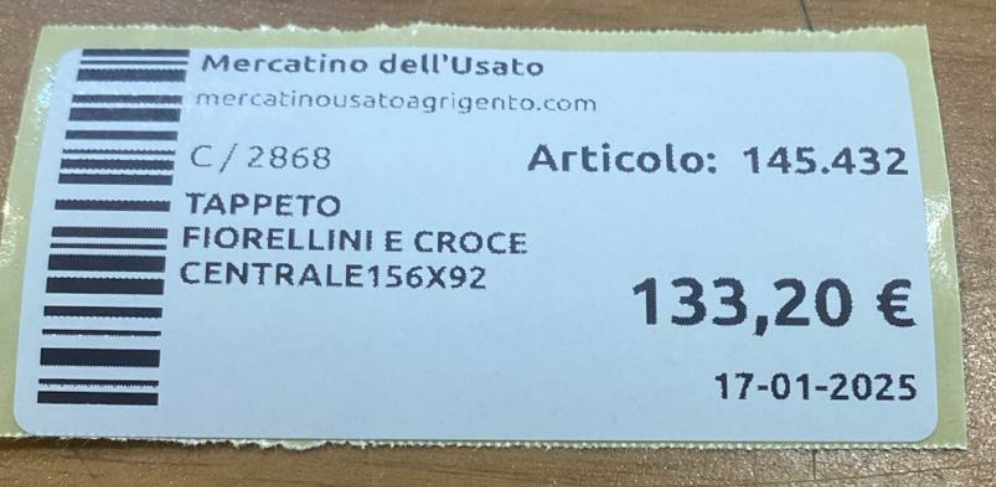 Mercatino dell'Usato
mercatinousatoagrigento.com
C/2868
Articolo: 145.432
TAPPETO
FIORELLINI E CROCE
CENTRALE156X92
133,20 €
17-01-2025